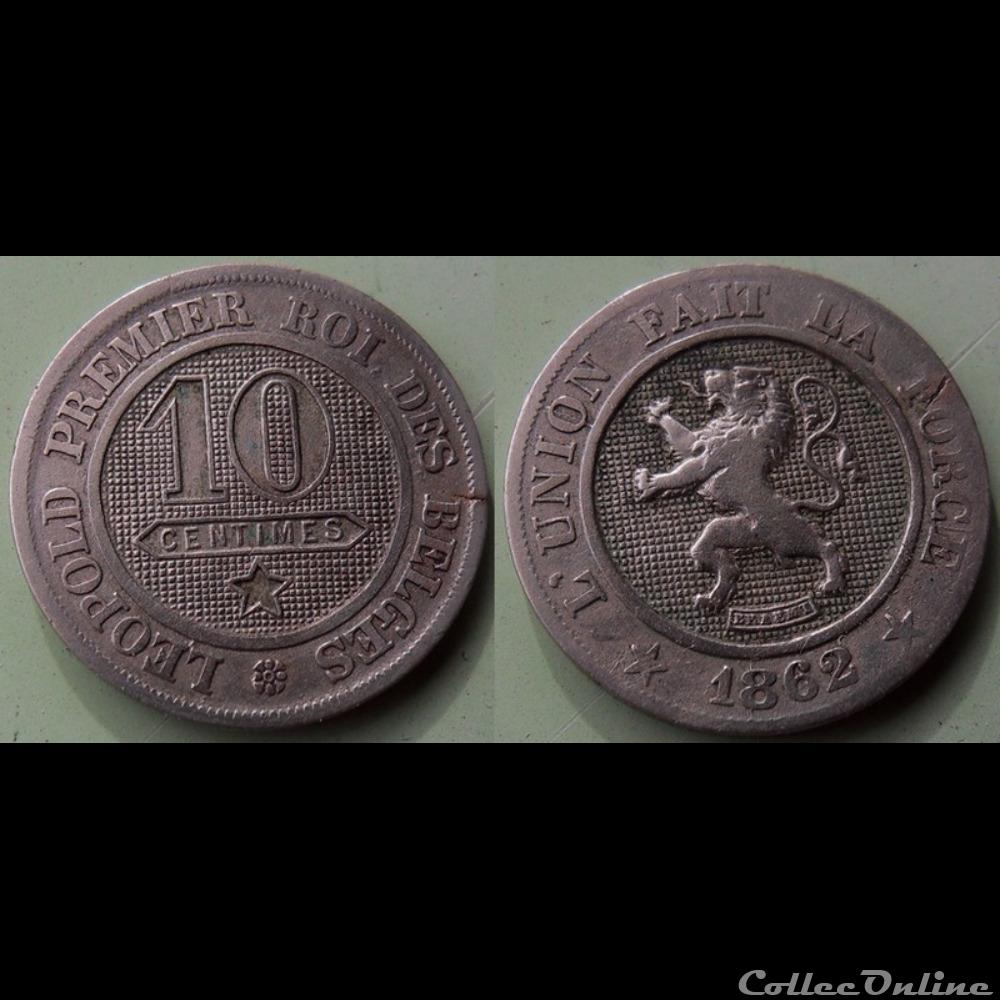 LEOPOLD PREMIER ROI. DES BELGES
10
CENTIMES
L'UNION FAIT LA FORCE
1862
CollecOnline